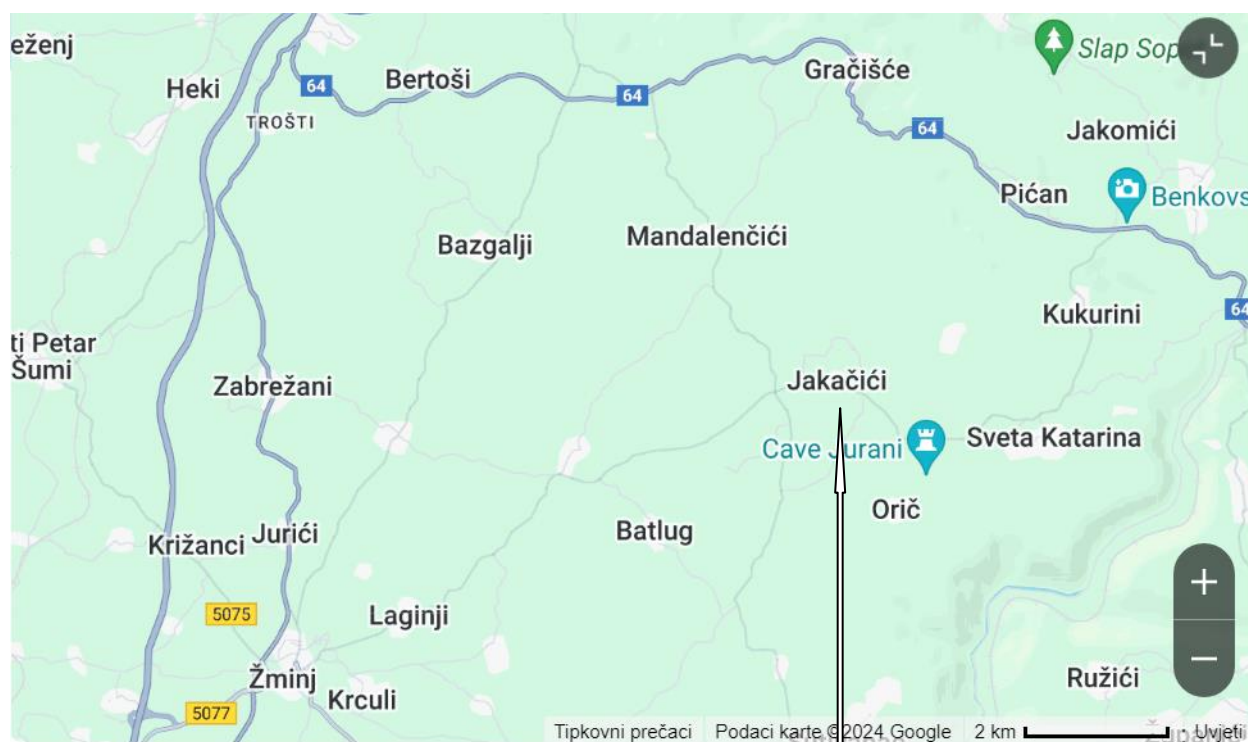 eženj
Heki
Bertoši
64
TROŠTI
64
Gračišće
Slap Sop
64
Jakomići
Pićan
Benkovs
Bazgalji
Mandalenčići
Kukurini
64
ti Petar
Šumi
Zabrežani
Jakačići
Cave Jurani
Sveta Katarina
Orič
Batlug
Križanci
Jurići
5075
Laginji
Žminj
Krculi
5077
Ružići
+
−
Tipkovni prečaci
Podaci karte ©2024 Google
2 km
Uvjeti